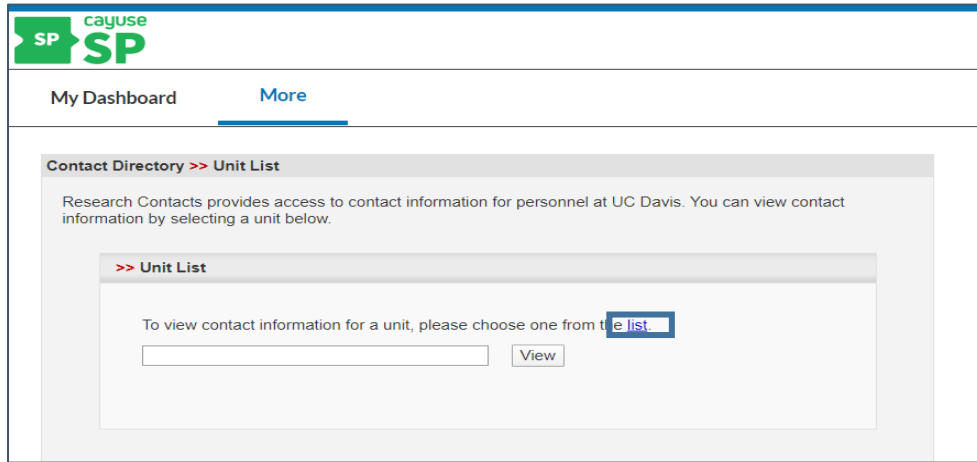 SP
cayuse
SP
My Dashboard More
Contact Directory >> Unit List
Research Contacts provides access to contact information for personnel at UC Davis. You can view contact
information by selecting a unit below.
>> Unit List
To view contact information for a unit, please choose one from the list.
View